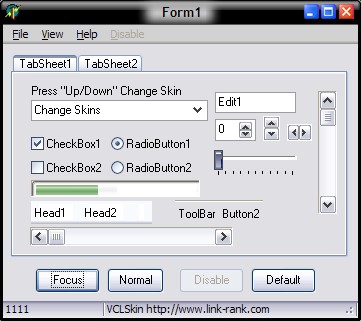 Form1
File View Help Disable
TabSheet1 TabSheet2
Press "Up/Down" Change Skin
Change Skins
Edit1
0
CheckBox1 RadioButton1
CheckBox2 RadioButton2
Head1 Head2 ToolBar Button2
Focus Normal Disable Default
1111 VCLSkin http://www.link-rank.com